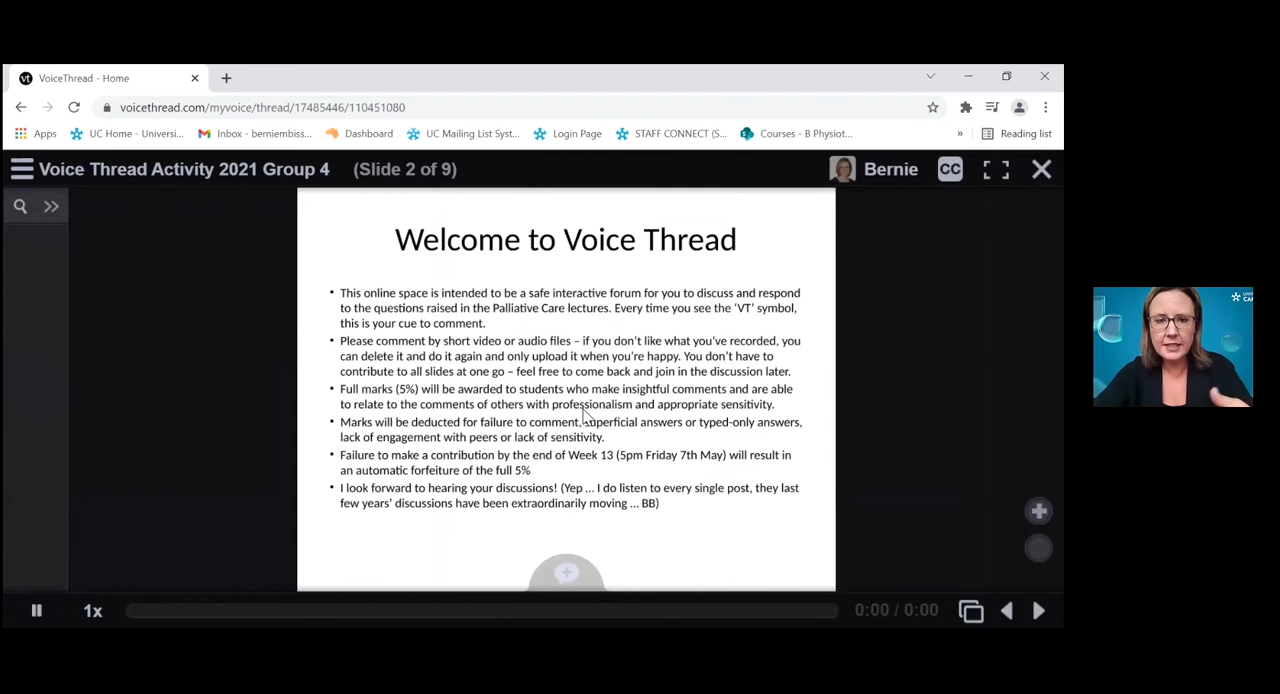 VoiceThread - Home
voicethread.com/myvoice/thread/17485446/110451080
Apps UC Home - Universi... Inbox - berniembiss... Dashboard UC Mailing List Syst... Login Page STAFF CONNECT (S... Courses - B Physiot... » Reading list
Voice Thread Activity 2021 Group 4 (Slide 2 of 9) Bernie CC
Welcome to Voice Thread
• This online space is intended to be a safe interactive forum for you to discuss and respond
to the questions raised in the Palliative Care lectures. Every time you see the ‘VT’ symbol,
this is your cue to comment.
• Please comment by short video or audio files – if you don’t like what you’ve recorded, you
can delete it and do it again and only upload it when you’re happy. You don’t have to
contribute to all slides at one go – feel free to come back and join in the discussion later.
• Full marks (5%) will be awarded to students who make insightful comments and are able
to relate to the comments of others with professionalism and appropriate sensitivity.
• Marks will be deducted for failure to comment, superficial answers or typed-only answers,
lack of engagement with peers or lack of sensitivity.
• Failure to make a contribution by the end of Week 13 (5pm Friday 7th May) will result in
an automatic forfeiture of the full 5%
• I look forward to hearing your discussions! (Yep … I do listen to every single post, they last
few years’ discussions have been extraordinarily moving … BB)
1x 0:00 / 0:00